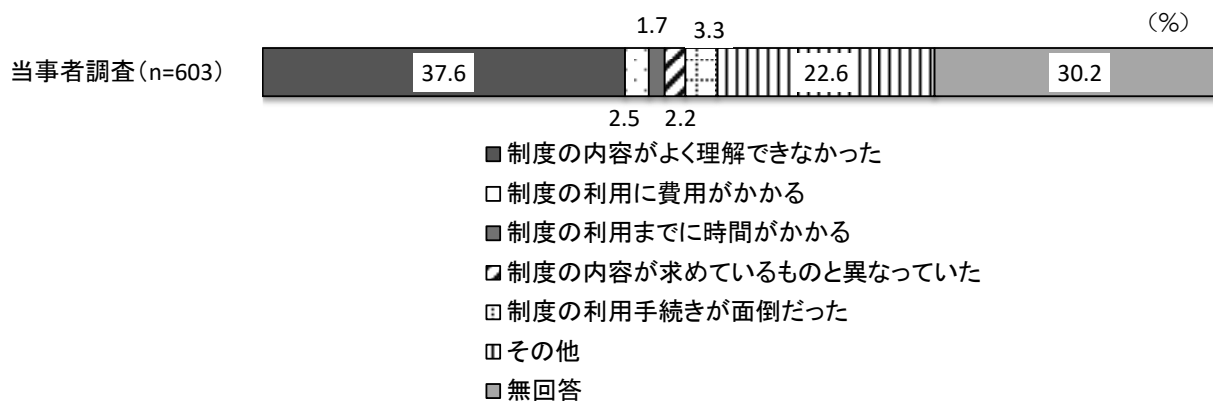 1.7 3.3 (%)
当事者調査(n=603) 37.6 22.6 30.2
2.5 2.2
制度の内容がよく理解できなかった
制度の利用に費用がかかる
制度の利用までに時間がかかる
制度の内容が求めているものと異なっていた
制度の利用手続きが面倒だった
その他
無回答